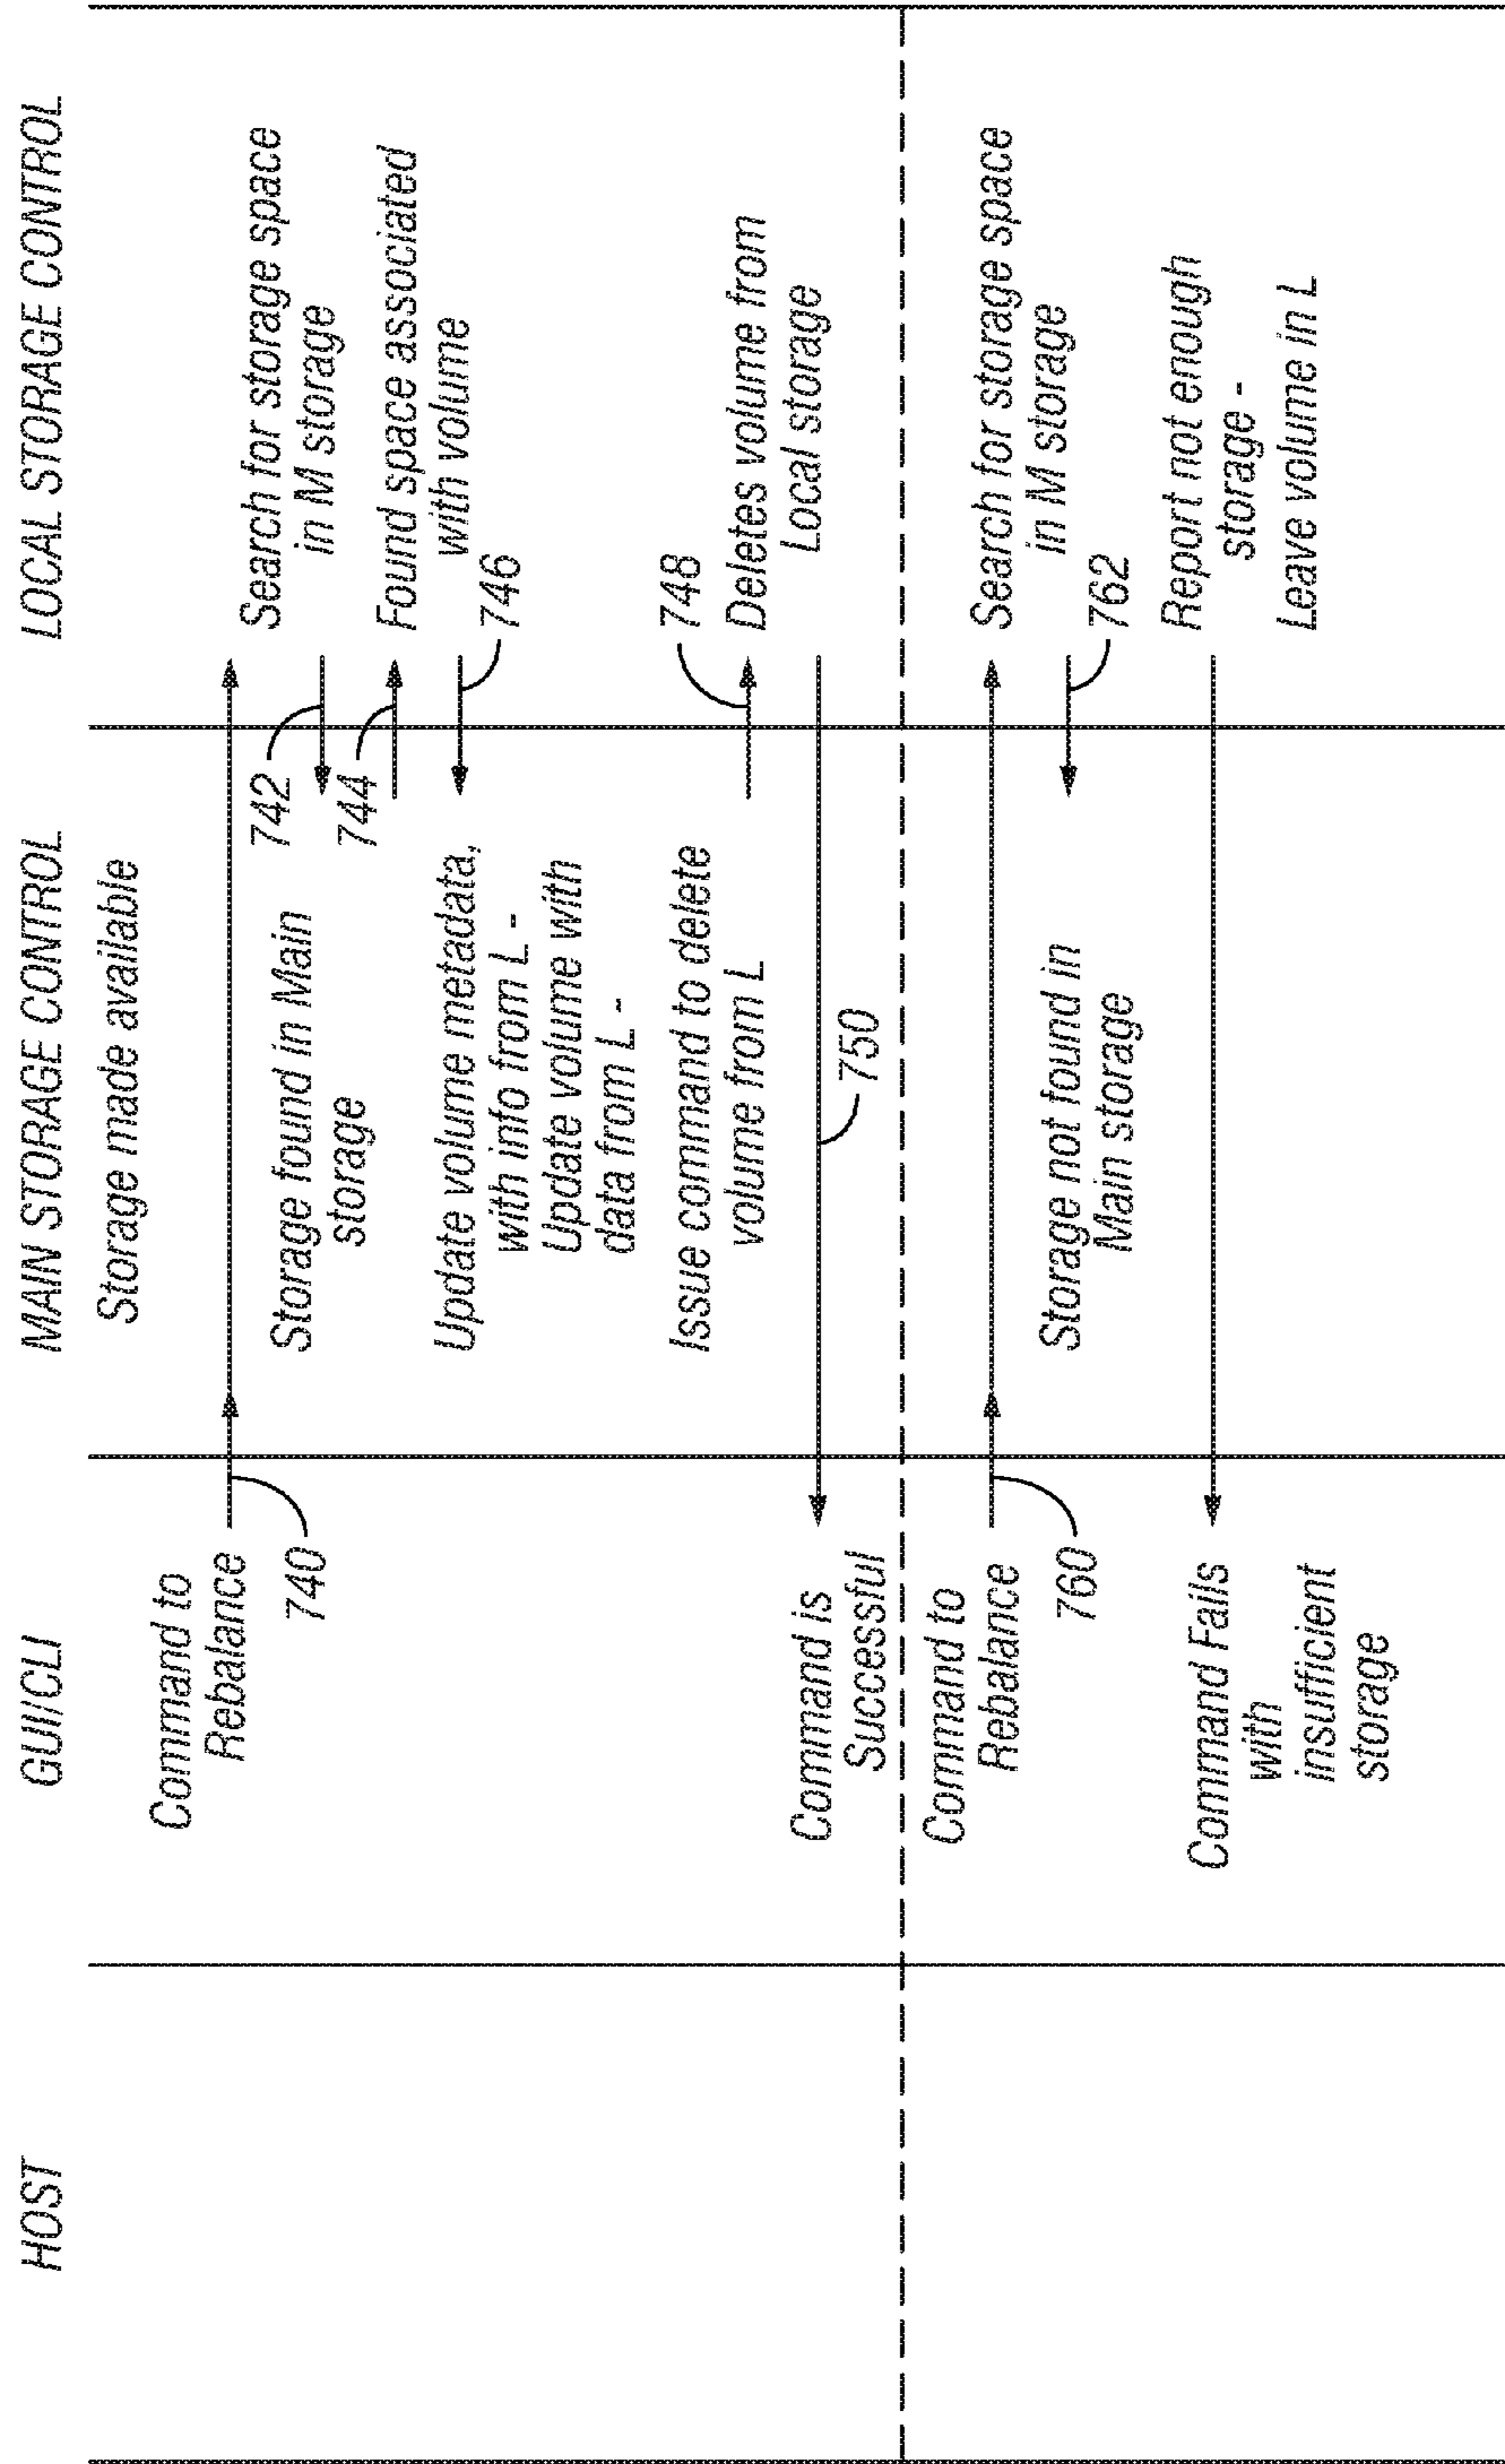 HOST
GUI/CLI
MAIN STORAGE CONTROL
LOCAL STORAGE CONTROL
Storage made available
Command to
Rebalance
740
Search for storage space
in M storage
742
Storage found in Main
storage
744
Found space associated
with volume
746
Update volume metadata,
with info from L -
Update volume with
data from L -
Issue command to delete
volume from L
748
Deletes volume from
Local storage
750
Command is
Successful
Command to
Rebalance
760
Search for storage space
in M storage
762
Storage not found in
Main storage
Report not enough
storage -
Leave volume in L
Command Fails
with
insufficient
storage